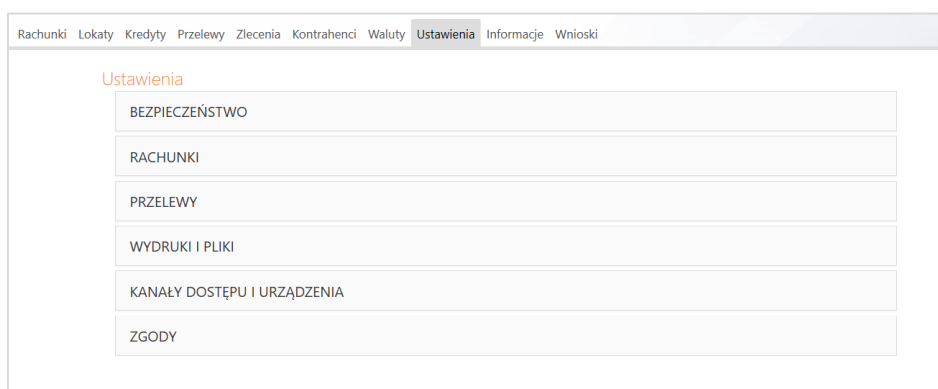 Rachunki Lokaty Kredyty Przelewy Zlecenia Kontrahenci Waluty Ustawienia Informacje Wnioski
Ustawienia
BEZPIECZEŃSTWO
RACHUNKI
PRZELEWY
WYDRUKI I PLIKI
KANAŁY DOSTĘPU I URZĄDZENIA
ZGODY